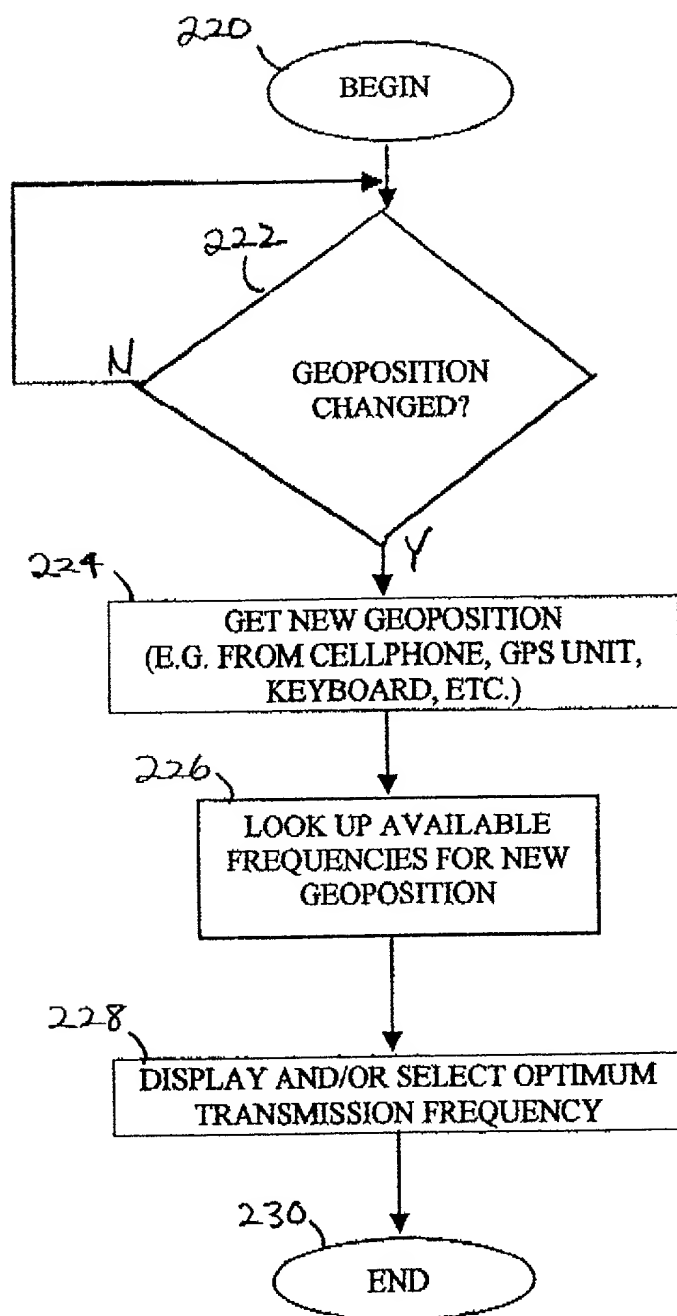 220
BEGIN
222
N
GEOPOSITION
CHANGED?
Y
224
GET NEW GEOPOSITION
(E.G. FROM CELLPHONE, GPS UNIT,
KEYBOARD, ETC.)
226
LOOK UP AVAILABLE
FREQUENCIES FOR NEW
GEOPOSITION
228
DISPLAY AND/OR SELECT OPTIMUM
TRANSMISSION FREQUENCY
230
END